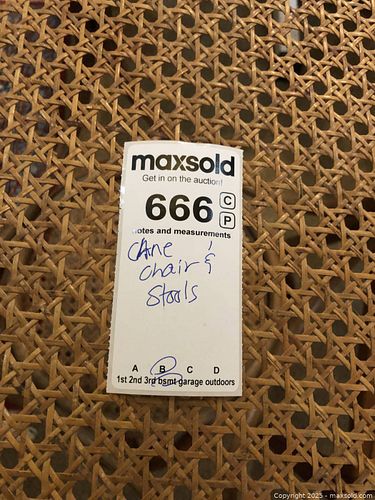 maxsold
Get in on the auction!
666 C
P
notes and measurements
CAne
chair &
stools
A B C D
1st 2nd 3rd bsmt garage outdoors
Copyright 2025 - maxsold.com